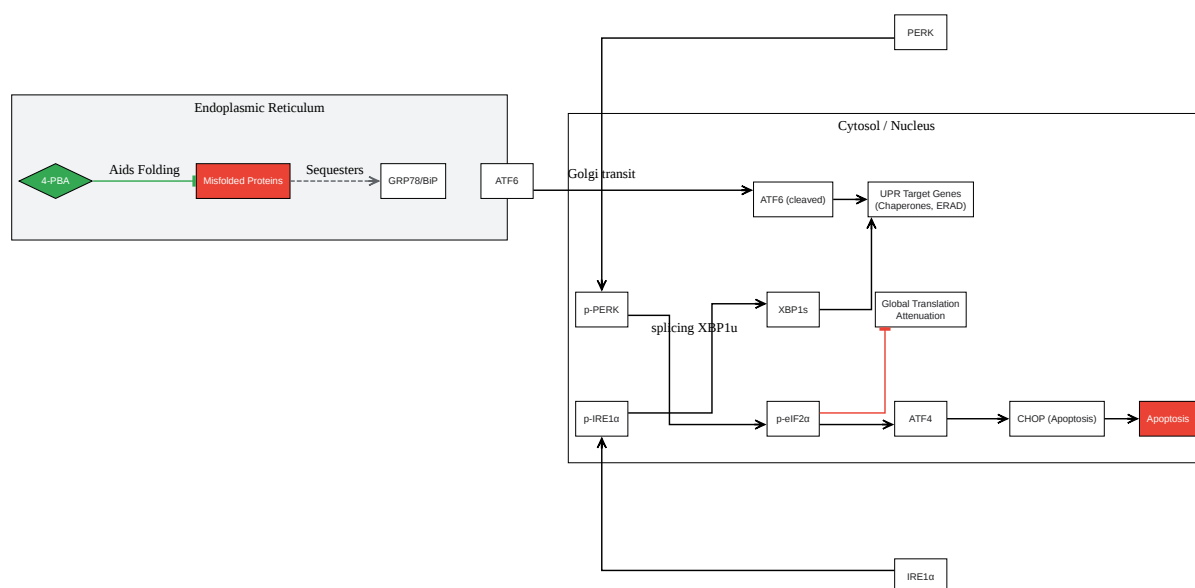 PERK
Endoplasmic Reticulum
Cytosol / Nucleus
4-PBA
Aids Folding
Misfolded Proteins
Sequesters
GRP78/BiP
ATF6
Golgi transit
ATF6 (cleaved)
UPR Target Genes
(Chaperones, ERAD)
p-PERK
splicing XBP1u
XBP1s
Global Translation
Attenuation
p-IRE1α
p-eIF2α
ATF4
CHOP (Apoptosis)
Apoptosis
IRE1α